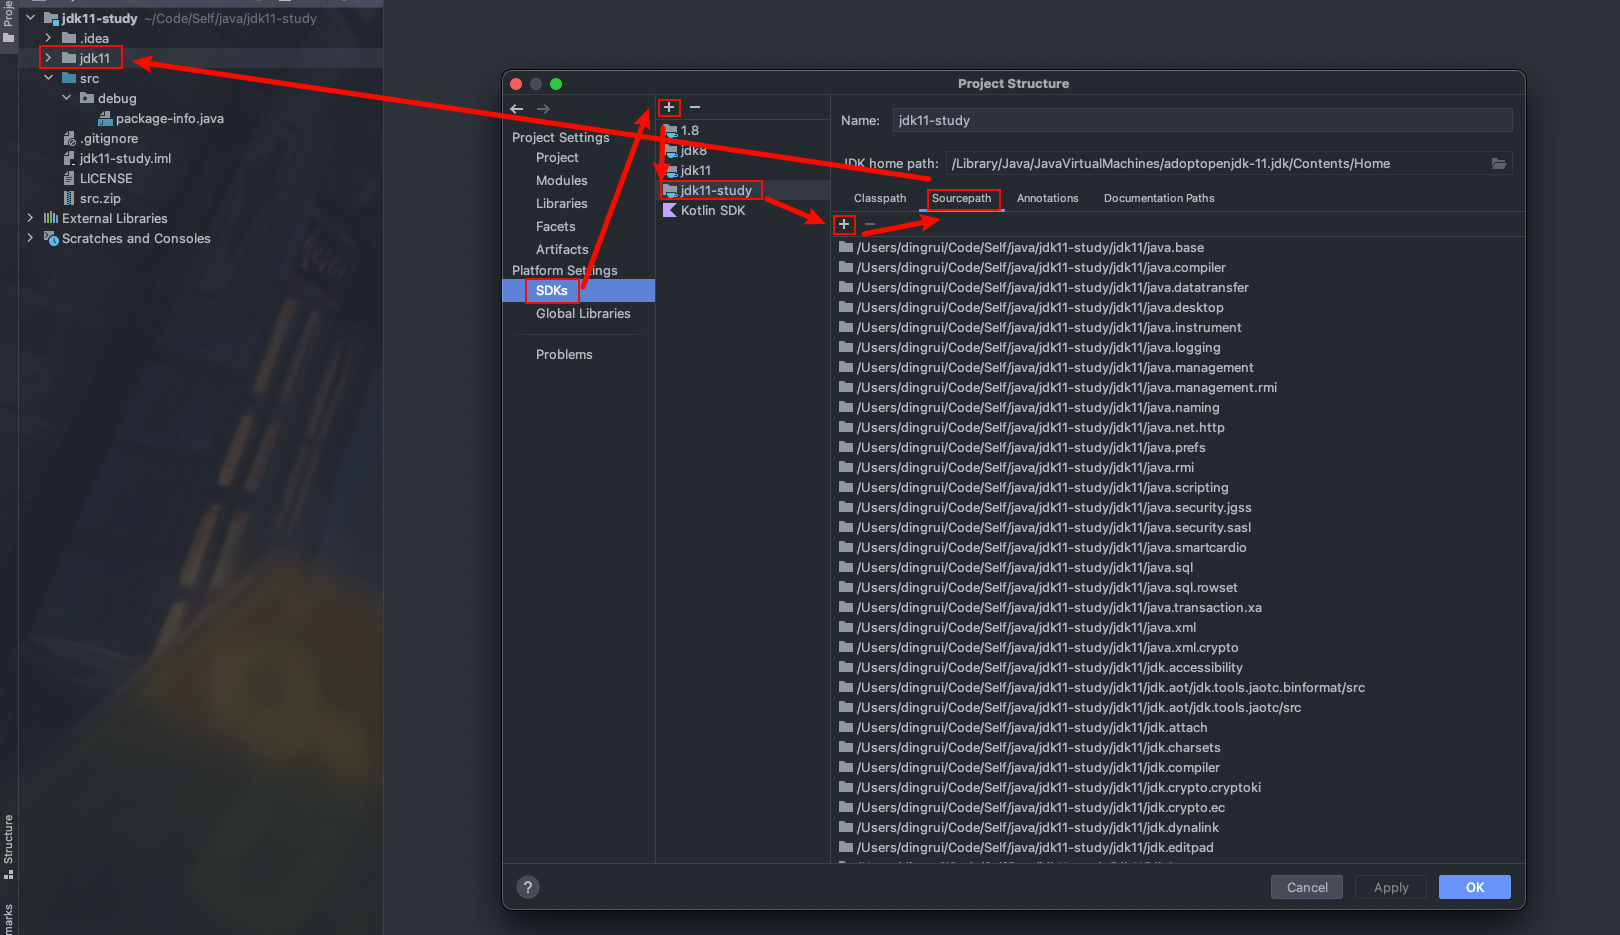 Proje
jdk11-study ~/Code/Self/java/jdk11-study
.idea
jdk11
src
debug
package-info.java
.gitignore
jdk11-study.iml
LICENSE
src.zip
External Libraries
Scratches and Consoles
Structure
marks
Project Structure
Project Settings
Project
Modules
Libraries
Facets
Artifacts
Platform Settings
SDKs
Global Libraries
Problems
1.8
jdk8
jdk11
jdk11-study
Kotlin SDK
Name: jdk11-study
JDK home path: /Library/Java/JavaVirtualMachines/adoptopenjdk-11.jdk/Contents/Home
Classpath Sourcepath Annotations Documentation Paths
/Users/dingrui/Code/Self/java/jdk11-study/jdk11/java.base
/Users/dingrui/Code/Self/java/jdk11-study/jdk11/java.compiler
/Users/dingrui/Code/Self/java/jdk11-study/jdk11/java.datatransfer
/Users/dingrui/Code/Self/java/jdk11-study/jdk11/java.desktop
/Users/dingrui/Code/Self/java/jdk11-study/jdk11/java.instrument
/Users/dingrui/Code/Self/java/jdk11-study/jdk11/java.logging
/Users/dingrui/Code/Self/java/jdk11-study/jdk11/java.management
/Users/dingrui/Code/Self/java/jdk11-study/jdk11/java.management.rmi
/Users/dingrui/Code/Self/java/jdk11-study/jdk11/java.naming
/Users/dingrui/Code/Self/java/jdk11-study/jdk11/java.net.http
/Users/dingrui/Code/Self/java/jdk11-study/jdk11/java.prefs
/Users/dingrui/Code/Self/java/jdk11-study/jdk11/java.rmi
/Users/dingrui/Code/Self/java/jdk11-study/jdk11/java.scripting
/Users/dingrui/Code/Self/java/jdk11-study/jdk11/java.security.jgss
/Users/dingrui/Code/Self/java/jdk11-study/jdk11/java.security.sasl
/Users/dingrui/Code/Self/java/jdk11-study/jdk11/java.smartcardio
/Users/dingrui/Code/Self/java/jdk11-study/jdk11/java.sql
/Users/dingrui/Code/Self/java/jdk11-study/jdk11/java.sql.rowset
/Users/dingrui/Code/Self/java/jdk11-study/jdk11/java.transaction.xa
/Users/dingrui/Code/Self/java/jdk11-study/jdk11/java.xml
/Users/dingrui/Code/Self/java/jdk11-study/jdk11/java.xml.crypto
/Users/dingrui/Code/Self/java/jdk11-study/jdk11/jdk.accessibility
/Users/dingrui/Code/Self/java/jdk11-study/jdk11/jdk.aot/jdk.tools.jaotc.binformat/src
/Users/dingrui/Code/Self/java/jdk11-study/jdk11/jdk.aot/jdk.tools.jaotc/src
/Users/dingrui/Code/Self/java/jdk11-study/jdk11/jdk.attach
/Users/dingrui/Code/Self/java/jdk11-study/jdk11/jdk.charsets
/Users/dingrui/Code/Self/java/jdk11-study/jdk11/jdk.compiler
/Users/dingrui/Code/Self/java/jdk11-study/jdk11/jdk.crypto.cryptoki
/Users/dingrui/Code/Self/java/jdk11-study/jdk11/jdk.crypto.ec
/Users/dingrui/Code/Self/java/jdk11-study/jdk11/jdk.dynalink
/Users/dingrui/Code/Self/java/jdk11-study/jdk11/jdk.editpad
? Cancel Apply OK